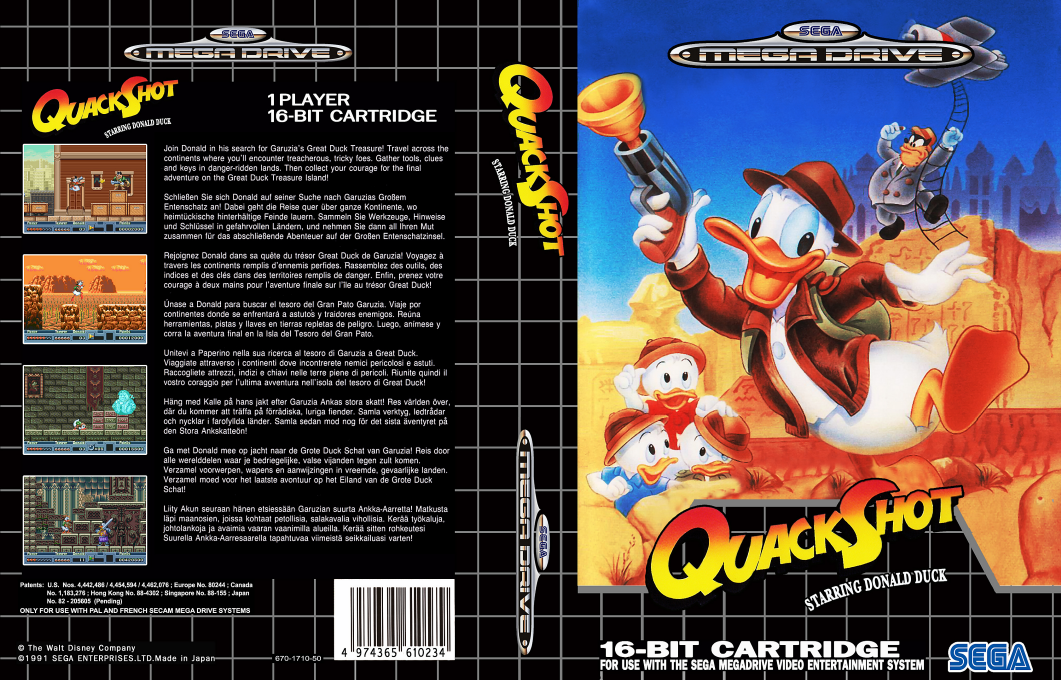 SEGA
MEGA DRIVE
QUACKSHOT
STARRING DONALD DUCK
1 PLAYER
16-BIT CARTRIDGE
Join Donald in his search for Garuzia's Great Duck Treasure! Travel across the
continents where you'll encounter treacherous, tricky foes. Gather tools, clues
and keys in danger-ridden lands. Then collect your courage for the final
adventure on the Great Duck Treasure Island!
Schließen Sie sich Donald auf seiner Suche nach Garuzias Großem
Entenschatz an! Dabei geht die Reise quer über ganze Kontinente, wo
heimtückische hinterhältige Feinde lauern. Sammeln Sie Werkzeuge, Hinweise
und Schlüssel in gefahrvollen Ländern, und nehmen Sie dann all Ihren Mut
zusammen für das abschließende Abenteuer auf der Großen Entenschatzinsel.
Rejoignez Donald dans sa quête du trésor Great Duck de Garuzia! Voyagez à
travers les continents remplis d'ennemis perfides. Rassemblez des outils, des
indices et des clés dans des territoires remplis de danger. Enfin, prenez votre
courage à deux mains pour l'aventure finale sur l'île au trésor Great Duck!
Únase a Donald para buscar el tesoro del Gran Pato Garuzia. Viaje por
continentes donde se enfrentará a astutos y traidores enemigos. Reúna
herramientas, pistas y llaves en tierras repletas de peligro. Luego, anímese y
corra la aventura final en la Isla del Tesoro del Gran Pato.
Unitevi a Paperino nella sua ricerca al tesoro di Garuzia a Great Duck.
Viaggiate attraverso i continenti dove incontrerete nemici pericolosi e astuti.
Raccogliete attrezzi, indizi e chiavi nelle terre piene di pericoli. Riunite quindi il
vostro coraggio per l'ultima avventura nell'isola del tesoro di Great Duck!
Häng med Kalle på hans jakt efter Garuzia Ankas stora skatt! Res världen över,
där du kommer att träffa på förrädiska, luriga fiender. Samla verktyg, ledtrådar
och nycklar i farofyllda länder. Samla sedan mod nog för det sista äventyret på
den Stora Ankskatteön!
Ga met Donald mee op jacht naar de Grote Duck Schat van Garuzia! Reis door
alle werelddelen waar je bedriegelijke, valse vijanden tegen zult komen.
Verzamel voorwerpen, wapens en aanwijzingen in vreemde, gevaarlijke landen.
Verzamel moed voor het laatste avontuur op het Eiland van de Grote Duck
Schat!
Liity Akun seuraan hänen etsiessään Garuzian suurta Ankka-Aarretta! Matkusta
läpi maanosien, joissa kohtaat petollisia, salakavalia vihollisia. Kerää työkaluja,
johtolankoja ja avaimia vaaran vaanimilla alueilla. Kerää sitten rohkeutesi
Suurella Ankka-Aarresaarella tapahtuvaa viimeistä seikkailuasi varten!
Patents: U.S. Nos. 4,442,486 / 4,454,594 / 4,462,076 ; Europe No. 80244 ; Canada
No. 1,183,276 ; Hong Kong No. 88-4302 ; Singapore No. 88-155 ; Japan
No. 82 - 205605 (Pending)
ONLY FOR USE WITH PAL AND FRENCH SECAM MEGA DRIVE SYSTEMS
© The Walt Disney Company
©1991 SEGA ENTERPRISES.LTD.Made in Japan
670-1710-50
4 974365 610234
QUACKSHOT
STARRING DONALD DUCK
SEGA
MEGA DRIVE
SEGA
MEGA DRIVE
QUACKSHOT
STARRING DONALD DUCK
16-BIT CARTRIDGE
FOR USE WITH THE SEGA MEGADRIVE VIDEO ENTERTAINMENT SYSTEM
SEGA